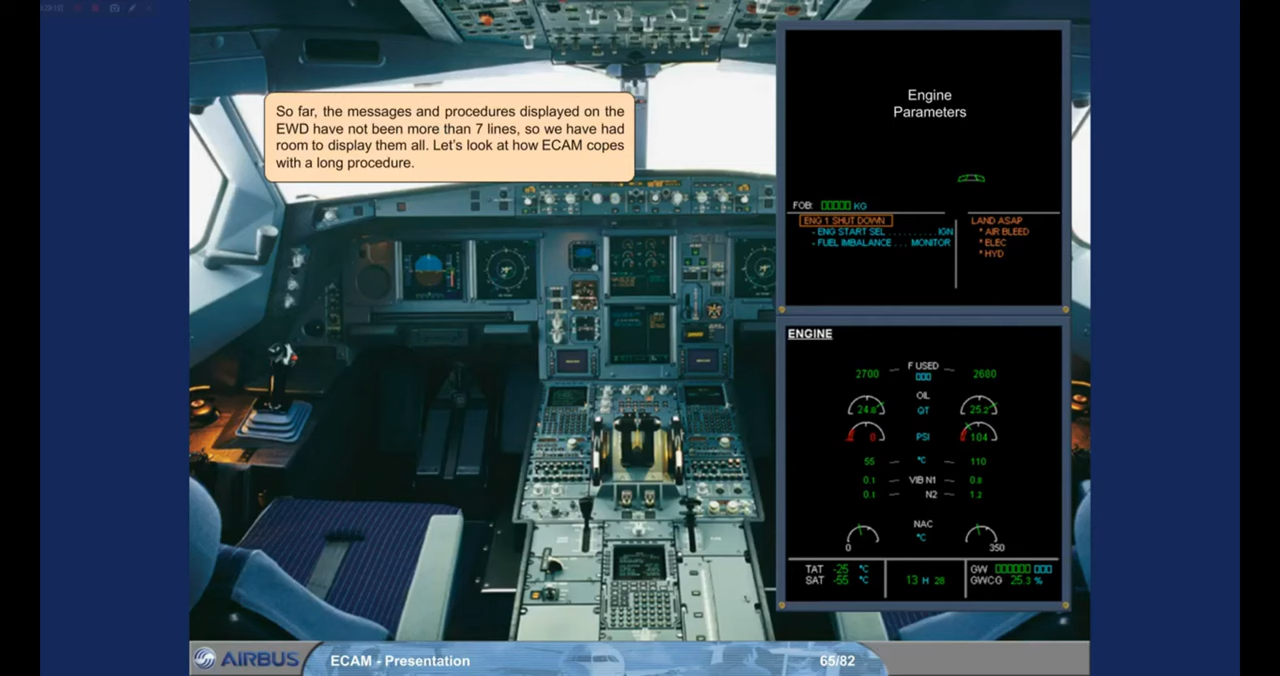 So far, the messages and procedures displayed on the
EWD have not been more than 7 lines, so we have had
room to display them all. Let's look at how ECAM copes
with a long procedure.
Engine
Parameters
FOB: KG
ENG 1 SHUT DOWN
- ENG START SEL ......... IGN
- FUEL IMBALANCE ... MONITOR
LAND ASAP
* AIR BLEED
* ELEC
* HYD
ENGINE
2700 F USED 2680
OIL
24.8 QT 25.2
0 PSI 104
55 °C 110
0.1 VIB N1 0.8
0.1 N2 1.2
NAC
°C
0 350
TAT -25 °C
SAT -55 °C
13 H 28
GW
GWCG 25.3 %
AIRBUS
ECAM - Presentation
65/82